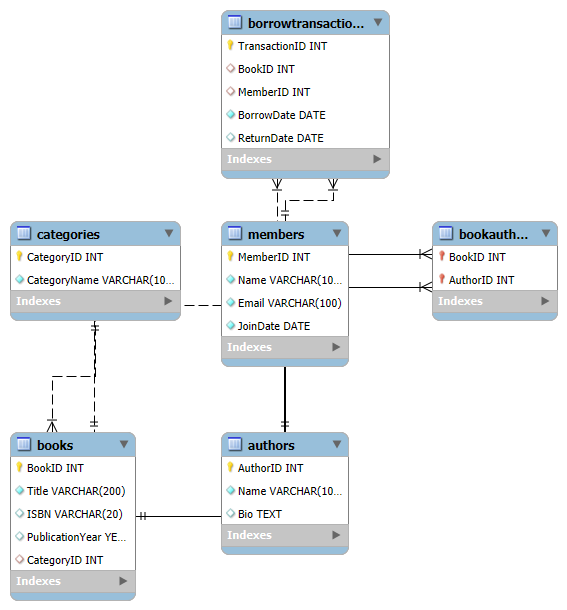 borrowtransactio...
TransactionID INT
BookID INT
MemberID INT
BorrowDate DATE
ReturnDate DATE
Indexes
categories
CategoryID INT
CategoryName VARCHAR(10...
Indexes
members
MemberID INT
Name VARCHAR(10...
Email VARCHAR(100)
JoinDate DATE
Indexes
bookauth...
BookID INT
AuthorID INT
Indexes
books
BookID INT
Title VARCHAR(200)
ISBN VARCHAR(20)
PublicationYear YE...
CategoryID INT
Indexes
authors
AuthorID INT
Name VARCHAR(10...
Bio TEXT
Indexes